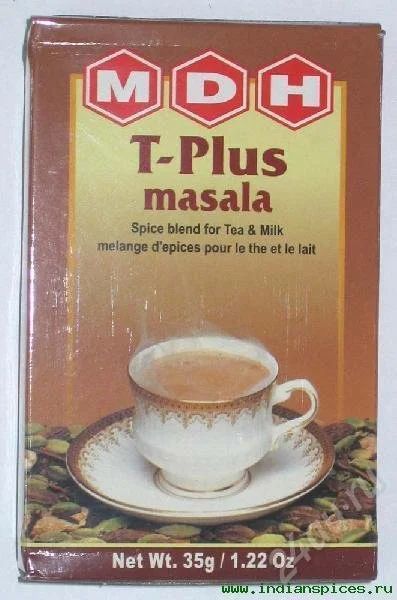 MDH
T-Plus
masala
Spice blend for Tea & Milk
melange d'epices pour le the et le lait
Net Wt. 35g / 1.22 Oz
www.indianspices.ru